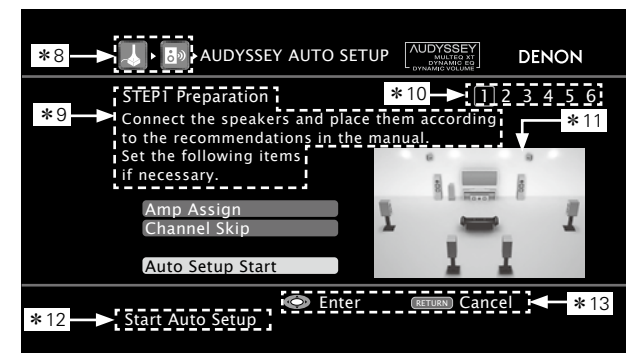 *8
AUDYSSEY AUTO SETUP
AUDYSSEY
MULTEQ XT
DYNAMIC EQ
DYNAMIC VOLUME
DENON
*9
STEP1 Preparation
*10
1 2 3 4 5 6
Connect the speakers and place them according
to the recommendations in the manual.
*11
Set the following items
if necessary.
Amp Assign
Channel Skip
Auto Setup Start
Enter
RETURN Cancel
*13
*12
Start Auto Setup